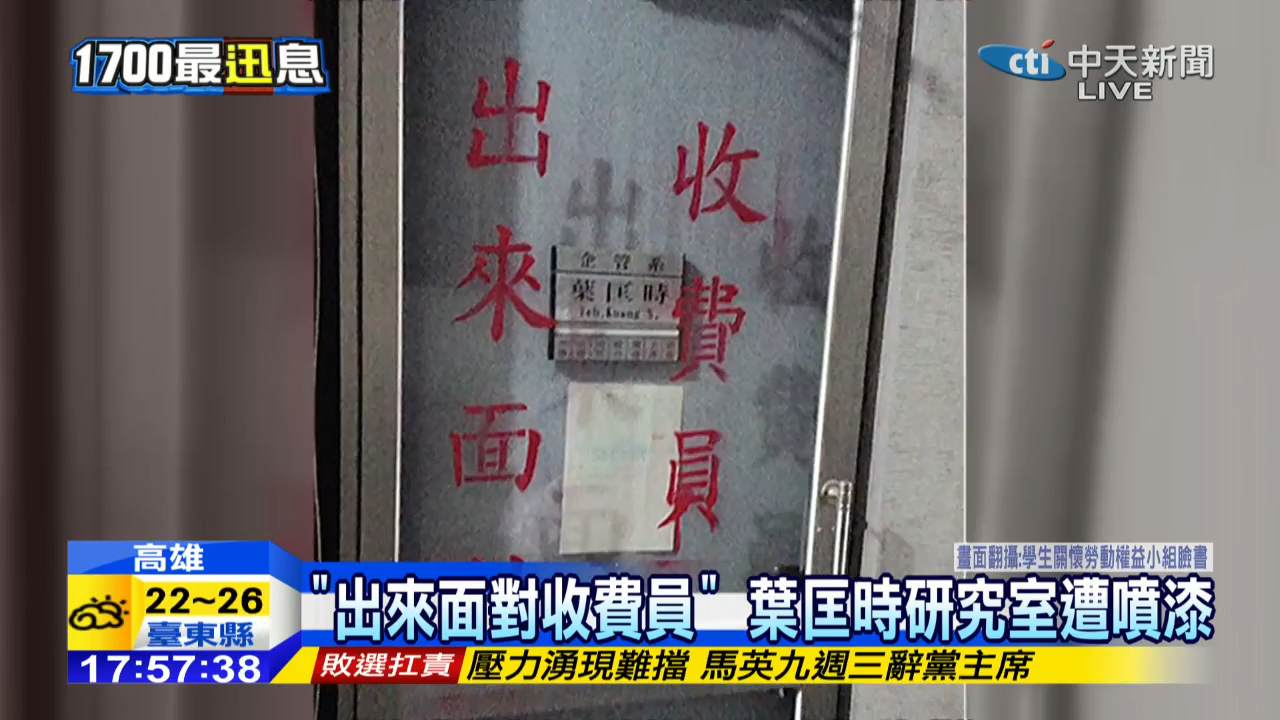 1700最迅息
cti 中天新聞
LIVE
出來面
收費員
企管系
葉匡時
Yeh,Kuang S.
畫面翻攝:學生關懷勞動權益小組臉書
高雄
22~26
臺東縣
17:57:38
"出來面對收費員" 葉匡時研究室遭噴漆
敗選扛責 壓力湧現難擋 馬英九週三辭黨主席